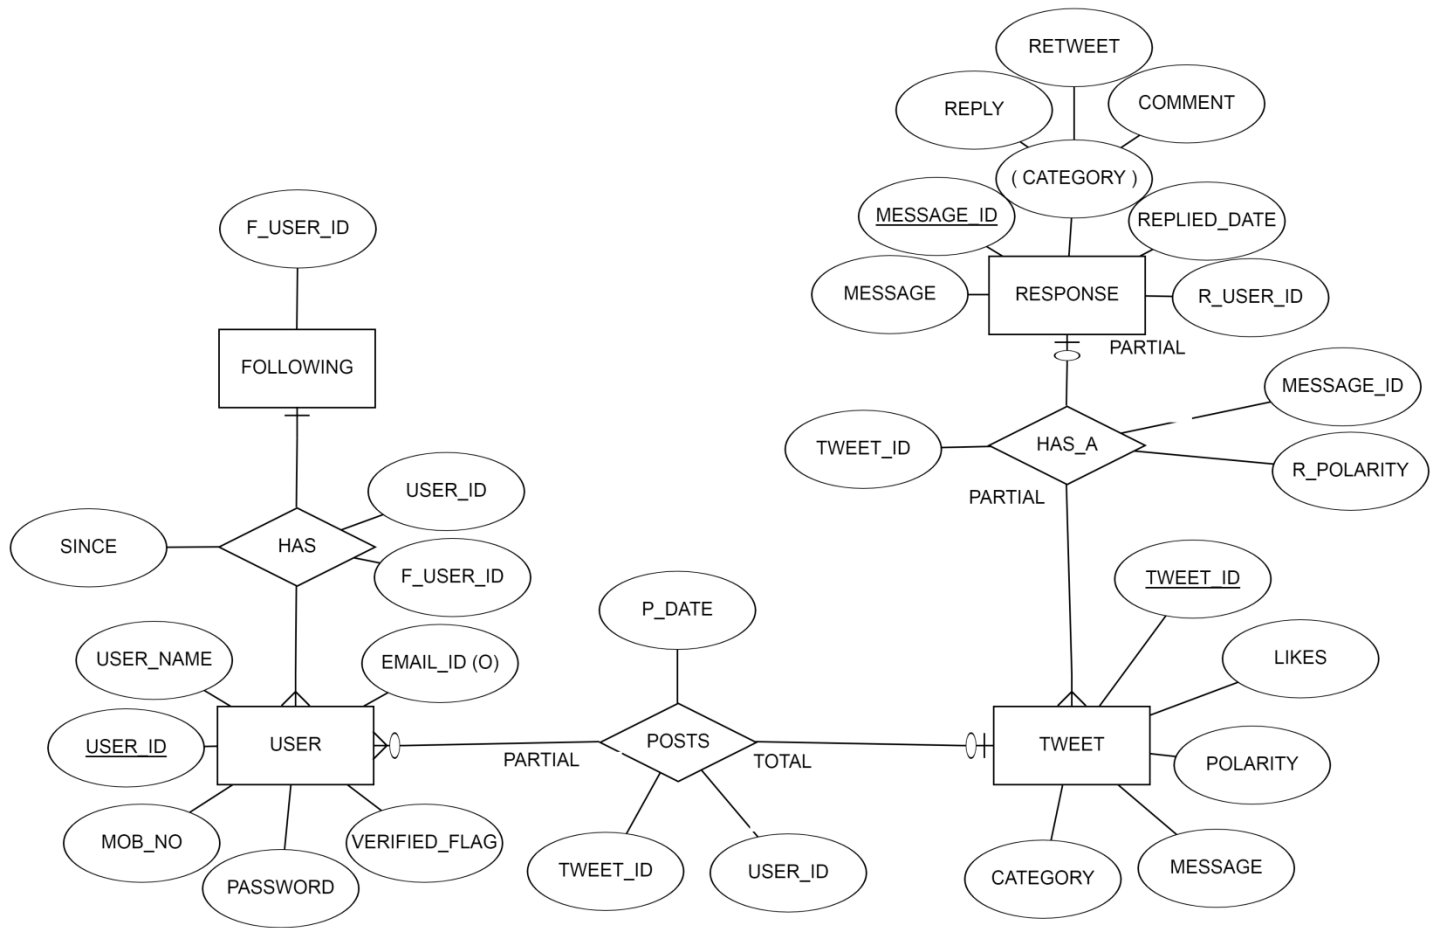 RETWEET
REPLY
COMMENT
( CATEGORY )
MESSAGE_ID
REPLIED_DATE
F_USER_ID
MESSAGE
RESPONSE
R_USER_ID
PARTIAL
FOLLOWING
MESSAGE_ID
TWEET_ID
HAS_A
R_POLARITY
PARTIAL
USER_ID
SINCE
HAS
F_USER_ID
TWEET_ID
P_DATE
USER_NAME
EMAIL_ID (O)
LIKES
USER_ID
USER
PARTIAL
POSTS
TOTAL
TWEET
POLARITY
MOB_NO
VERIFIED_FLAG
PASSWORD
TWEET_ID
USER_ID
CATEGORY
MESSAGE